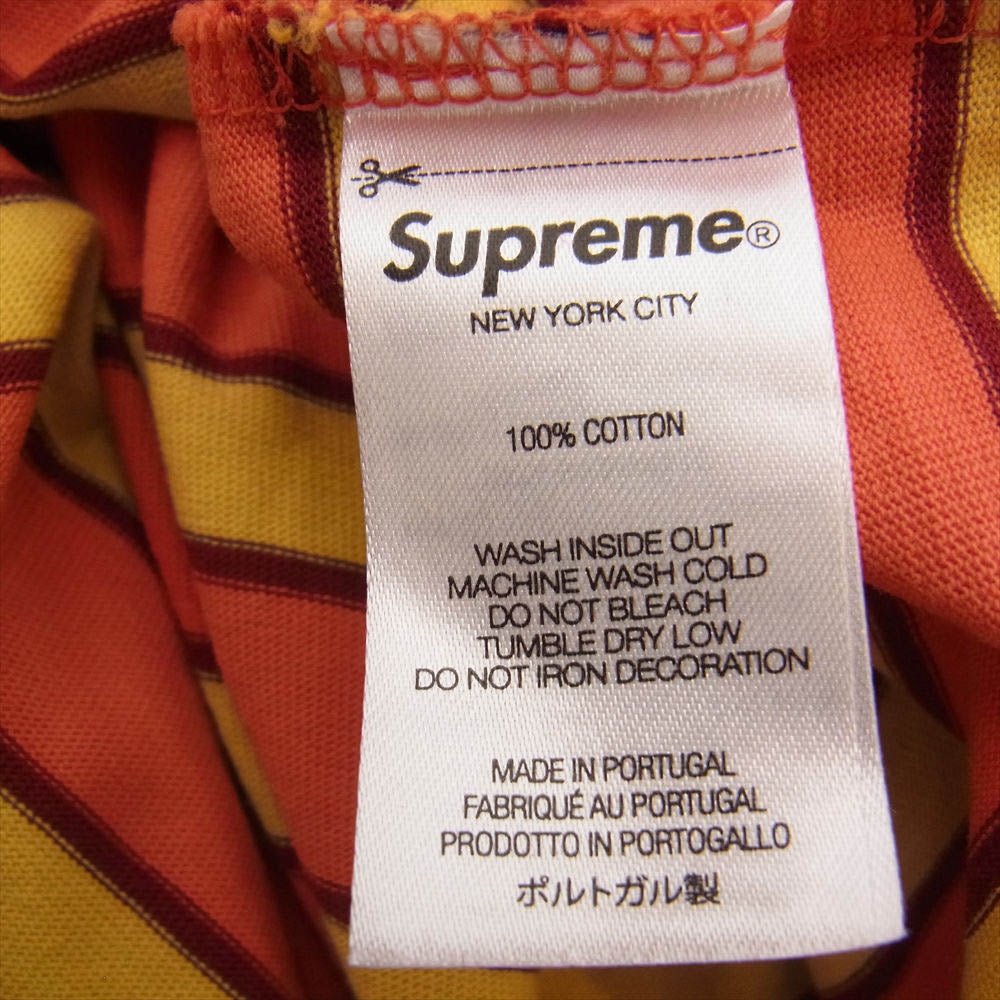 Supreme®
NEW YORK CITY
100% COTTON
WASH INSIDE OUT
MACHINE WASH COLD
DO NOT BLEACH
TUMBLE DRY LOW
DO NOT IRON DECORATION
MADE IN PORTUGAL
FABRIQUÉ AU PORTUGAL
PRODOTTO IN PORTOGALLO
ポルトガル製